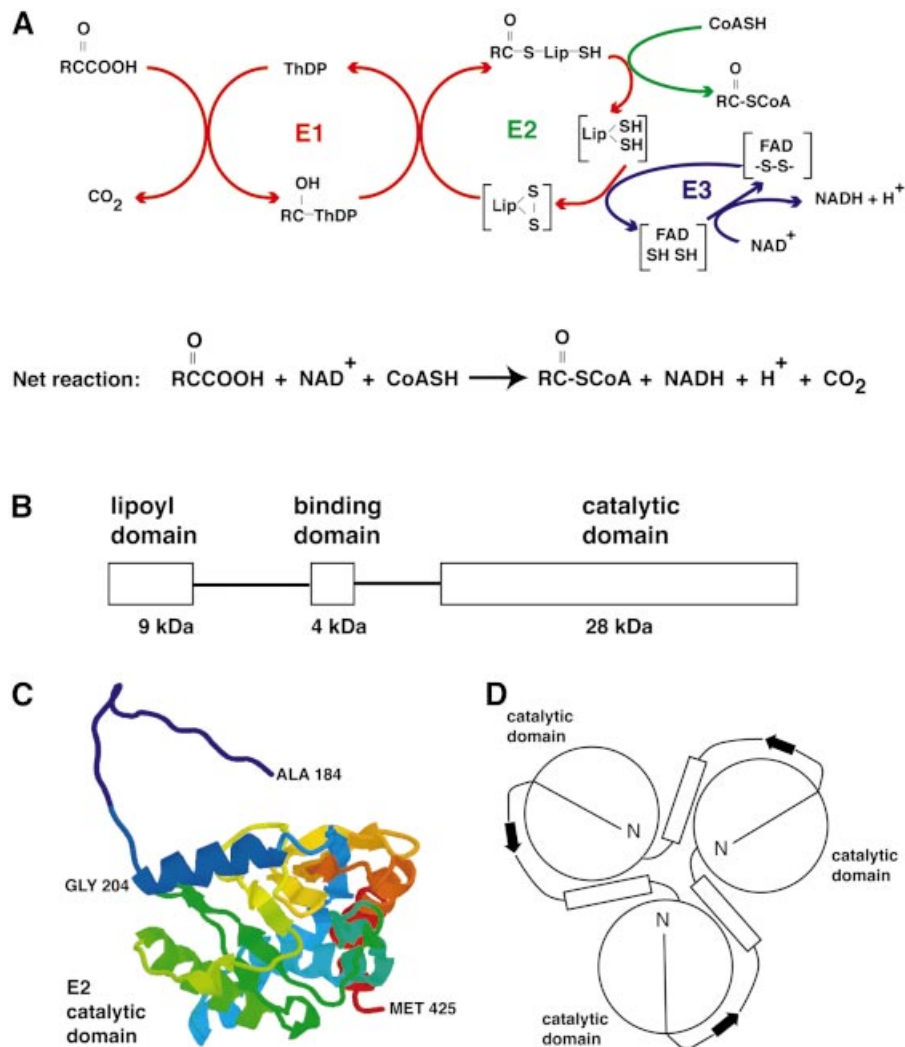 A
O
||
RCCOOH
ThDP
CO2
OH
RC-ThDP
E1
O
||
RC-S-Lip-SH
CoASH
O
||
RC-SCoA
E2
Lip SH
SH
Lip S
S
FAD
-S-S-
E3
FAD
SH SH
NADH + H+
NAD+
O
||
O
||
Net reaction: RCCOOH + NAD+ + CoASH → RC-SCoA + NADH + H+ + CO2
B
lipoyl
domain
binding
domain
catalytic
domain
9 kDa
4 kDa
28 kDa
C
ALA 184
GLY 204
E2
catalytic
domain
MET 425
D
catalytic
domain
N
N
catalytic
domain
N
catalytic
domain